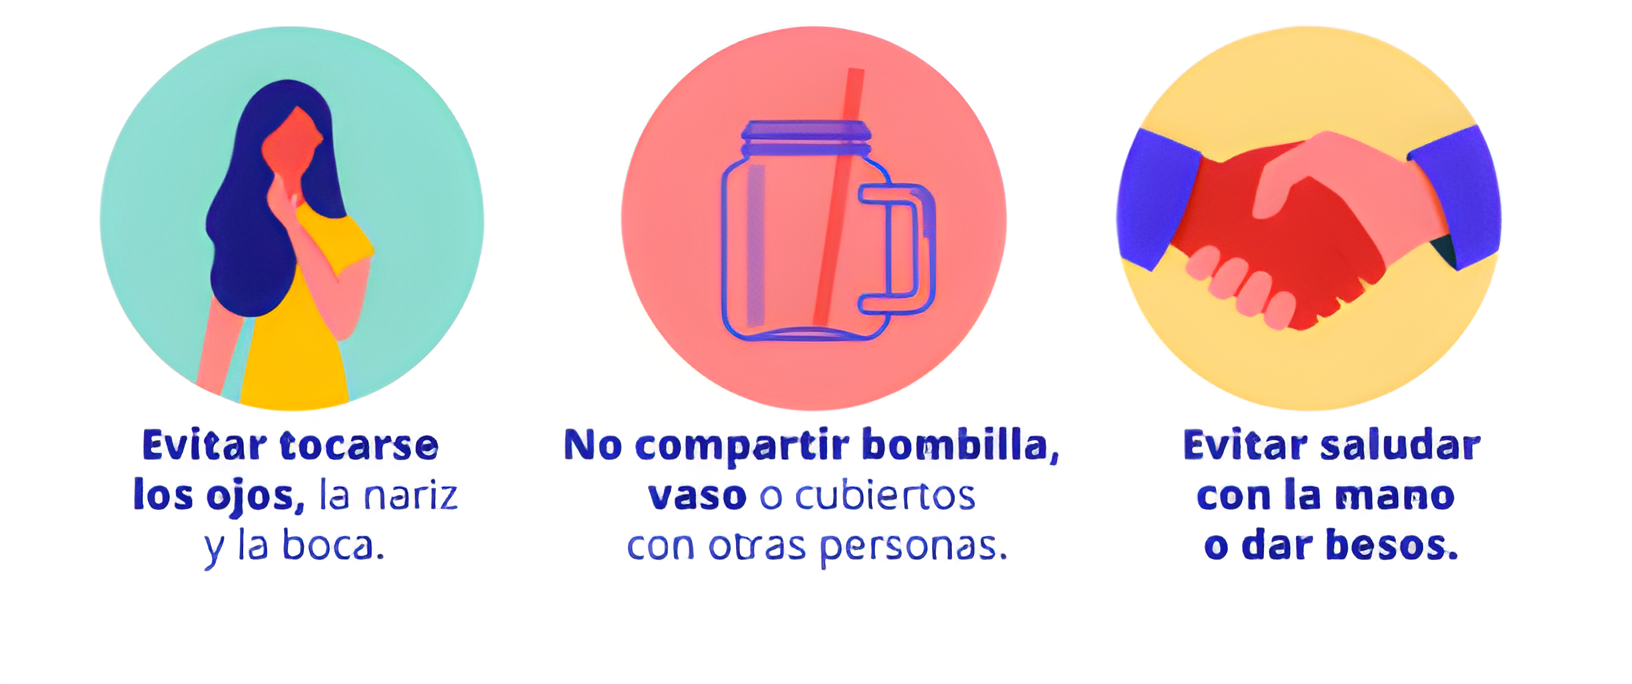 Evitar tocarse
los ojos, la nariz
y la boca.
No compartir bombilla,
vaso o cubiertos
con otras personas.
Evitar saludar
con la mano
o dar besos.